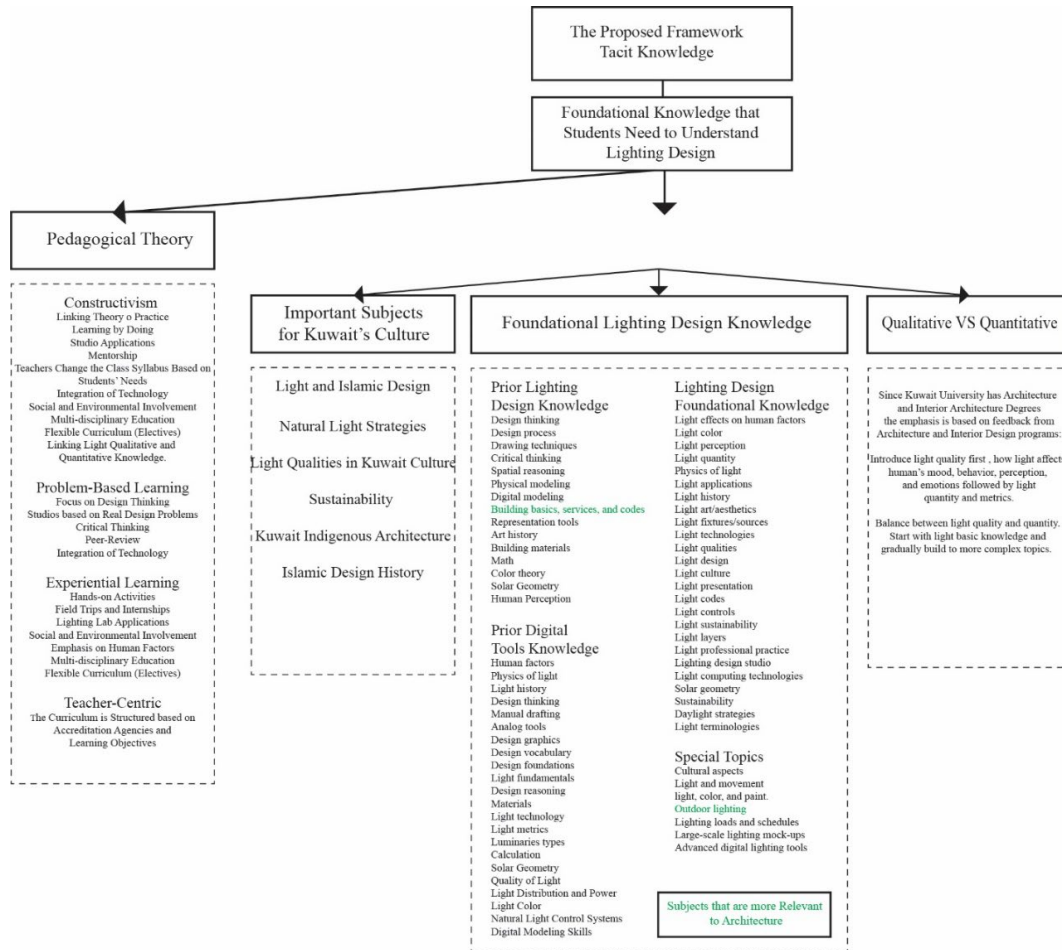 The Proposed Framework
Tacit Knowledge
Foundational Knowledge that
Students Need to Understand
Lighting Design
Pedagogical Theory
Constructivism
Linking Theory o Practice
Learning by Doing
Studio Applications
Mentorship
Teachers Change the Class Syllabus Based on
Students' Needs
Integration of Technology
Social and Environmental Involvement
Multi-disciplinary Education
Flexible Curriculum (Electives)
Linking Light Qualitative and
Quantitative Knowledge.
Problem-Based Learning
Focus on Design Thinking
Studios based on Real Design Problems
Critical Thinking
Peer-Review
Integration of Technology
Experiential Learning
Hands-on Activities
Field Trips and Internships
Lighting Lab Applications
Social and Environmental Involvement
Emphasis on Human Factors
Multi-disciplinary Education
Flexible Curriculum (Electives)
Teacher-Centric
The Curriculum is Structured based on
Accreditation Agencies and
Learning Objectives
Important Subjects
for Kuwait's Culture
Light and Islamic Design
Natural Light Strategies
Light Qualities in Kuwait Culture
Sustainability
Kuwait Indigenous Architecture
Islamic Design History
Foundational Lighting Design Knowledge
Prior Lighting
Design Knowledge
Design thinking
Design process
Drawing techniques
Critical thinking
Spatial reasoning
Physical modeling
Digital modeling
Building basics, services, and codes
Representation tools
Art history
Building materials
Math
Color theory
Solar Geometry
Human Perception
Prior Digital
Tools Knowledge
Human factors
Physics of light
Light history
Design thinking
Manual drafting
Analog tools
Design graphics
Design vocabulary
Design foundations
Light fundamentals
Design reasoning
Materials
Light technology
Light metrics
Luminaries types
Calculation
Solar Geometry
Quality of Light
Light Distribution and Power
Light Color
Natural Light Control Systems
Digital Modeling Skills
Lighting Design
Foundational Knowledge
Light effects on human factors
Light color
Light perception
Light quantity
Physics of light
Light applications
Light history
Light art/aesthetics
Light fixtures/sources
Light technologies
Light qualities
Light design
Light culture
Light presentation
Light codes
Light controls
Light sustainability
Light layers
Light professional practice
Lighting design studio
Light computing technologies
Solar geometry
Sustainability
Daylight strategies
Light terminologies
Special Topics
Cultural aspects
Light and movement
light, color, and paint.
Outdoor lighting
Lighting loads and schedules
Large-scale lighting mock-ups
Advanced digital lighting tools
Subjects that are more Relevant
to Architecture
Qualitative VS Quantitative
Since Kuwait University has Architecture
and Interior Architecture Degrees
the emphasis is based on feedback from
Architecture and Interior Design programs:
Introduce light quality first , how light affects
human's mood, behavior, perception,
and emotions followed by light
quantity and metrics.
Balance between light quality and quantity.
Start with light basic knowledge and
gradually build to more complex topics.